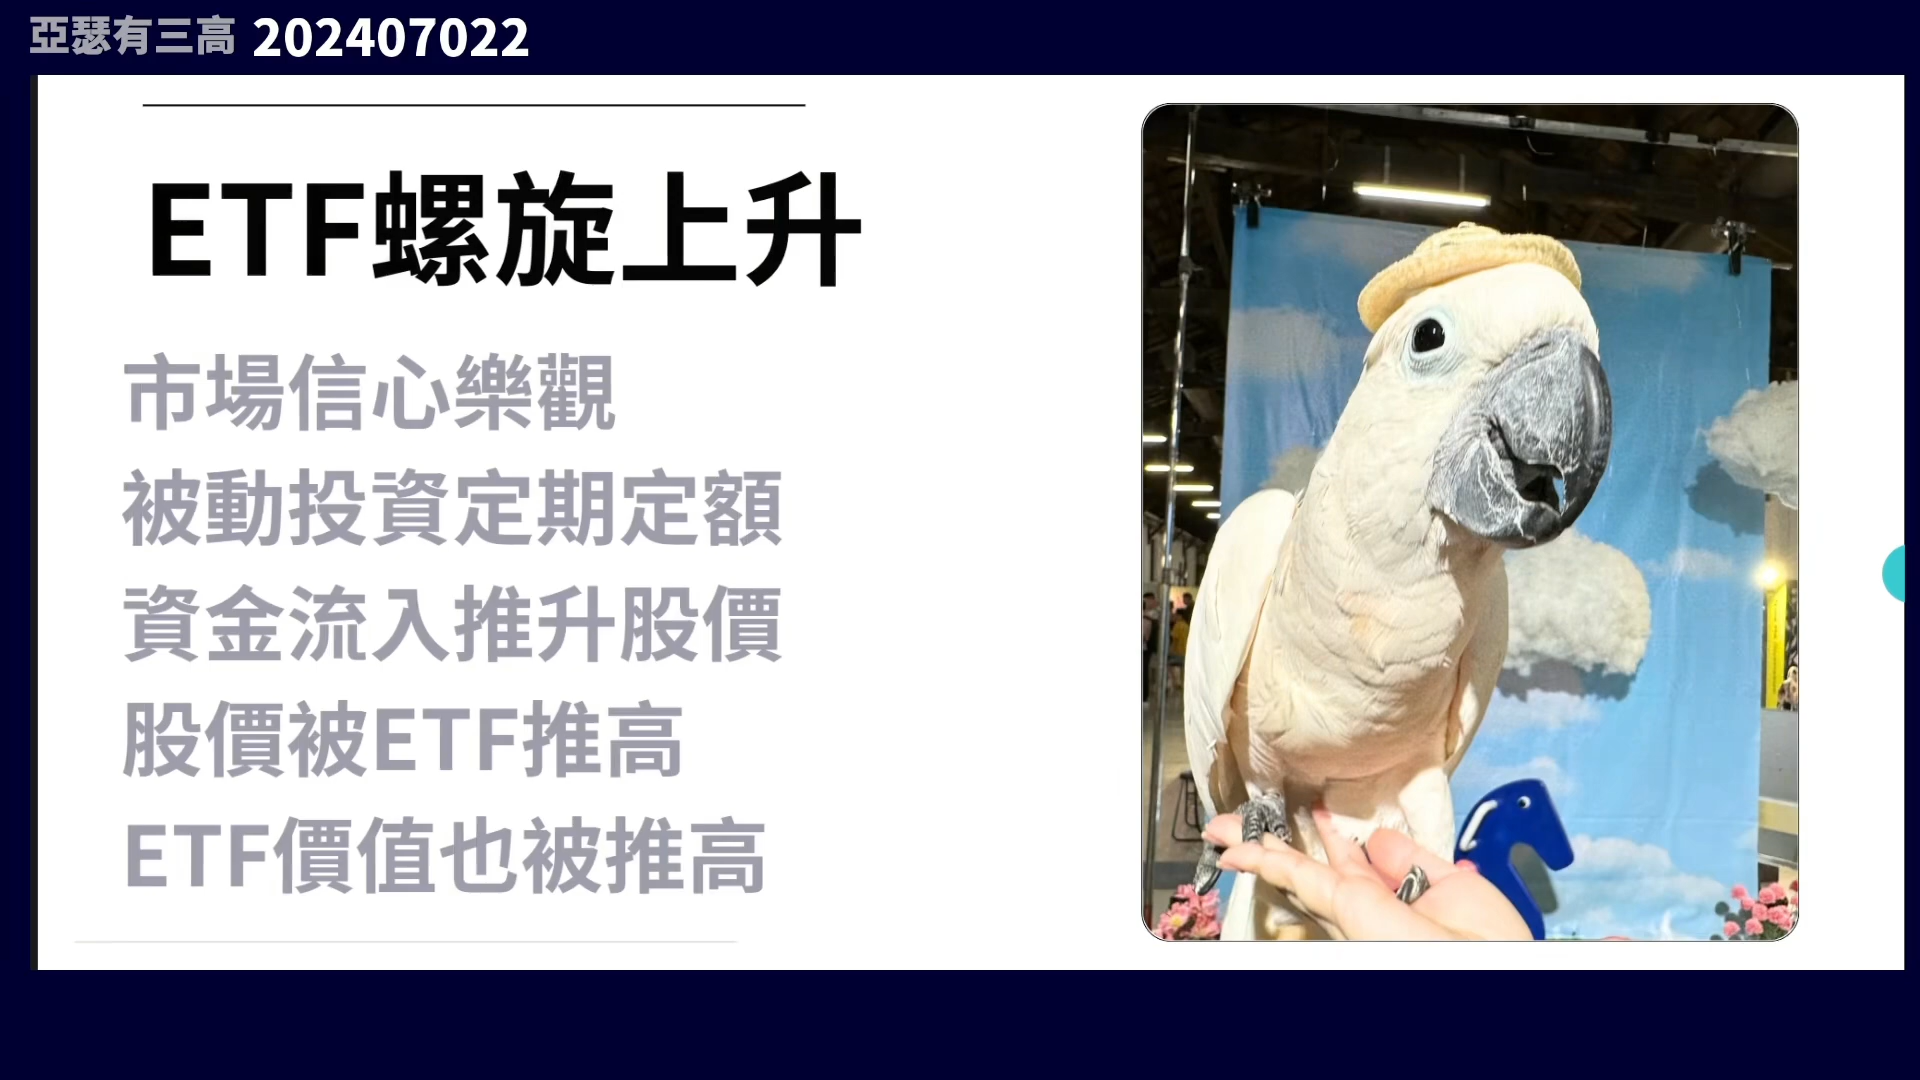 亞瑟有三高 202407022
ETF螺旋上升
市場信心樂觀
被動投資定期定額
資金流入推升股價
股價被ETF推高
ETF價值也被推高